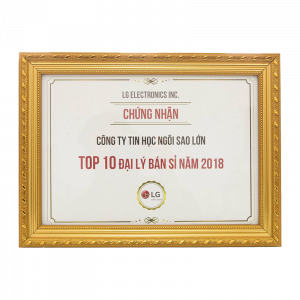 LG ELECTRONICS INC.
CHỨNG NHẬN
CÔNG TY TIN HỌC NGÔI SAO LỚN
TOP 10 ĐẠI LÝ BÁN SỈ NĂM 2018
LG